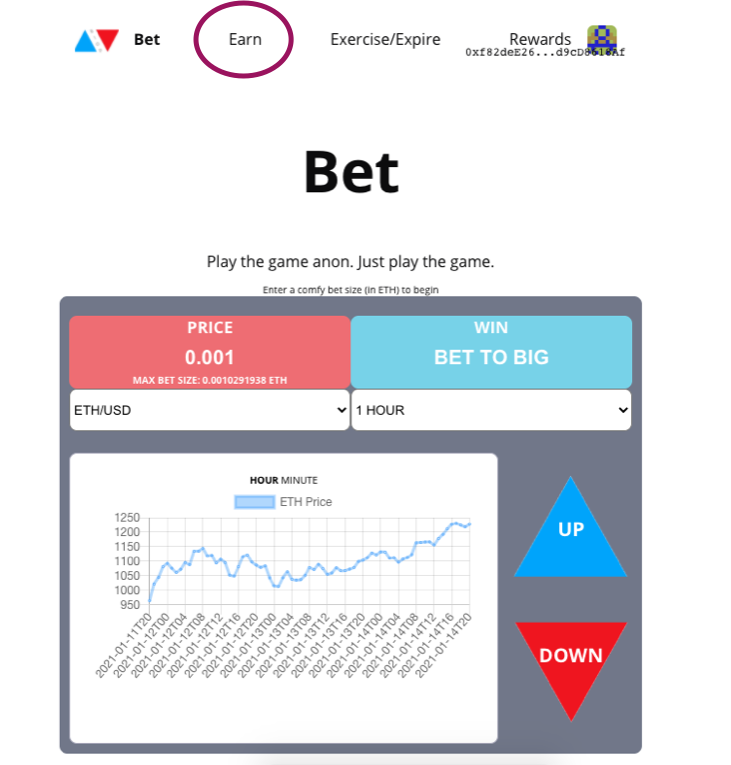 Bet Earn Exercise/Expire Rewards
Bet
Play the game anon. Just play the game.
Enter a comfy bet size (in ETH) to begin
PRICE WIN
0.001 BET TO BIG
MAX BET SIZE: 0.0010291938 ETH
ETH/USD 1 HOUR
HOUR MINUTE
ETH Price
1250
1200
1150
1100
1050
1000
950
2021-01-11T20
2021-01-12T00
2021-01-12T04
2021-01-12T08
2021-01-12T12
2021-01-12T16
2021-01-12T20
2021-01-13T00
2021-01-13T04
2021-01-13T08
2021-01-13T12
2021-01-13T16
2021-01-13T20
2021-01-14T00
2021-01-14T04
2021-01-14T08
2021-01-14T12
2021-01-14T16
2021-01-14T20
UP
DOWN